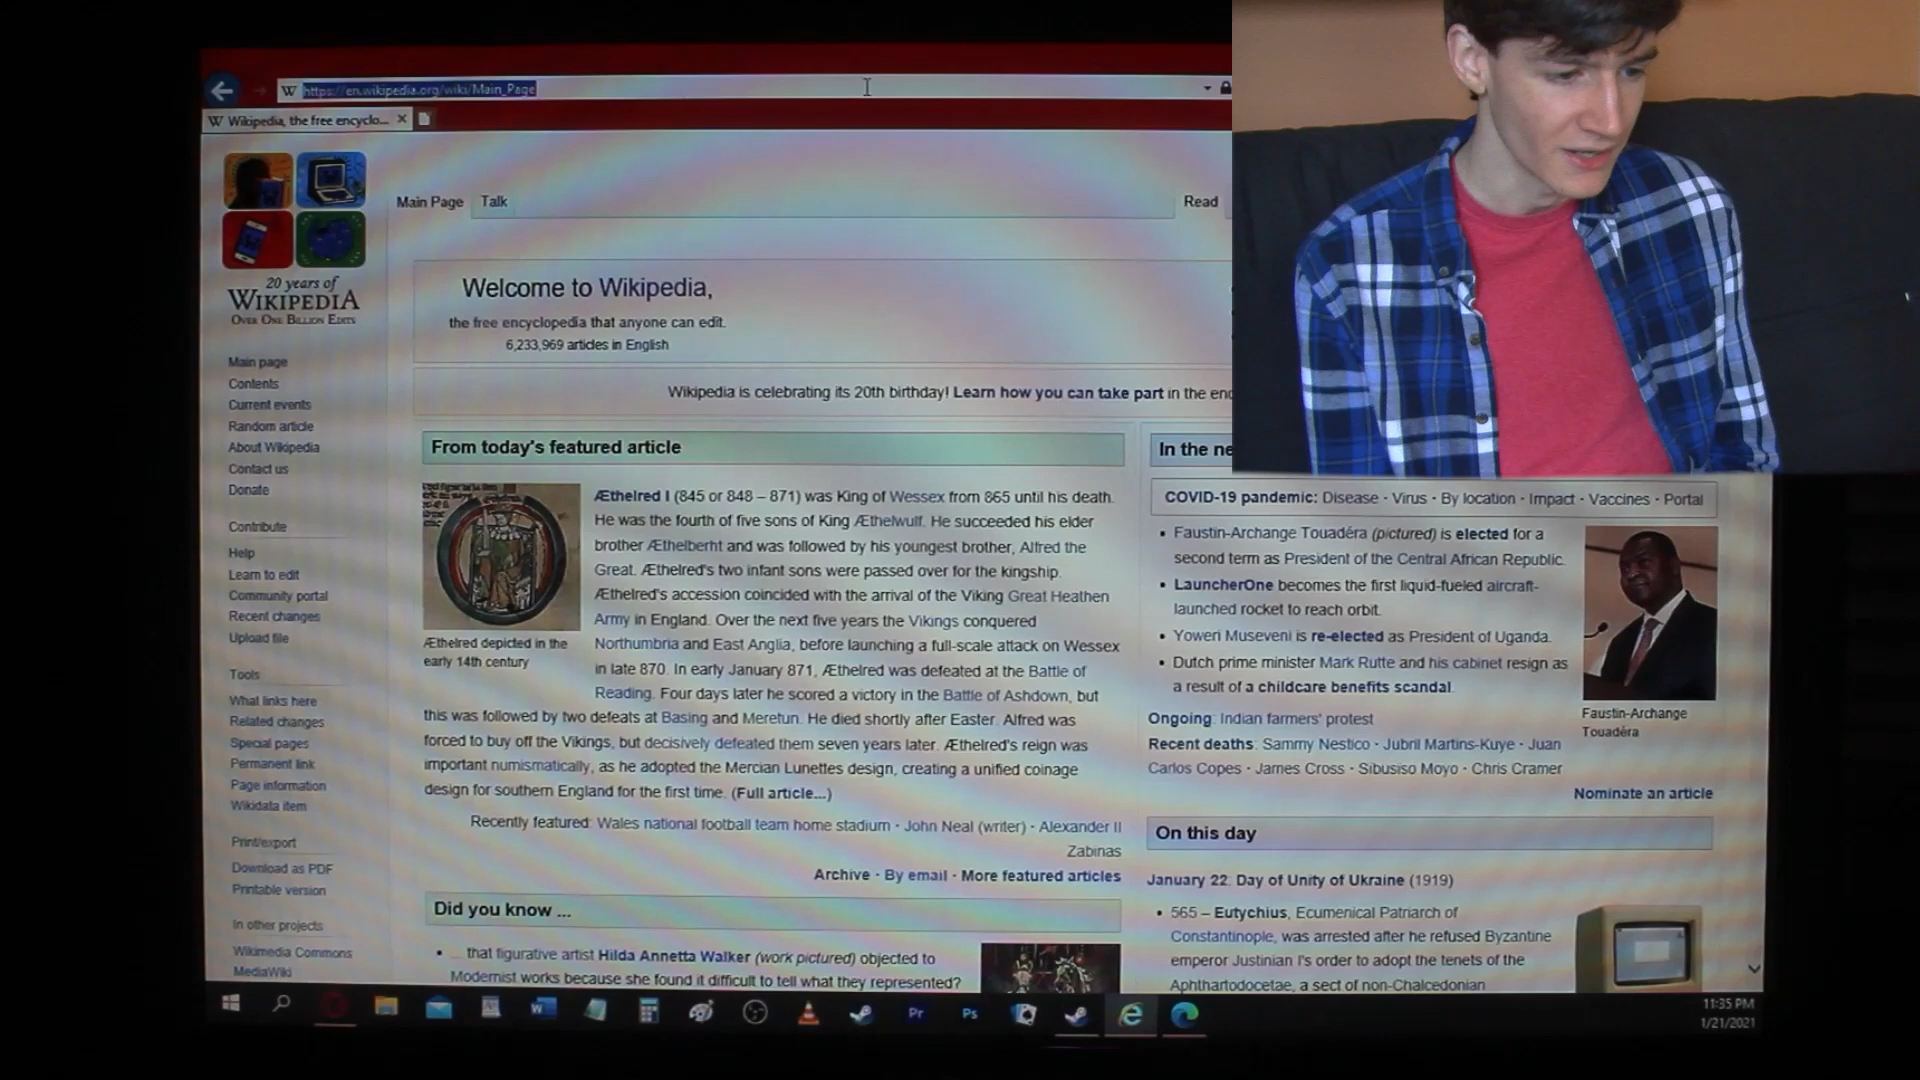 https://en.wikipedia.org/wiki/Main_Page
W Wikipedia, the free encyclo...
20 years of
WIKIPEDIA
OVER ONE BILLION EDITS
Main page
Contents
Current events
Random article
About Wikipedia
Contact us
Donate
Contribute
Help
Learn to edit
Community portal
Recent changes
Upload file
Tools
What links here
Related changes
Special pages
Permanent link
Page information
Wikidata item
Print/export
Download as PDF
Printable version
In other projects
Wikimedia Commons
MediaWiki
Main Page Talk
Read
Welcome to Wikipedia,
the free encyclopedia that anyone can edit.
6,233,969 articles in English
Wikipedia is celebrating its 20th birthday! Learn how you can take part in the
From today's featured article
Æthelred depicted in the
early 14th century
Æthelred I (845 or 848 – 871) was King of Wessex from 865 until his death.
He was the fourth of five sons of King Æthelwulf. He succeeded his elder
brother Æthelberht and was followed by his youngest brother, Alfred the
Great. Æthelred's two infant sons were passed over for the kingship.
Æthelred's accession coincided with the arrival of the Viking Great Heathen
Army in England. Over the next five years the Vikings conquered
Northumbria and East Anglia, before launching a full-scale attack on Wessex
in late 870. In early January 871, Æthelred was defeated at the Battle of
Reading. Four days later he scored a victory in the Battle of Ashdown, but
this was followed by two defeats at Basing and Meretun. He died shortly after Easter. Alfred was
forced to buy off the Vikings, but decisively defeated them seven years later. Æthelred's reign was
important numismatically, as he adopted the Mercian Lunettes design, creating a unified coinage
design for southern England for the first time. (Full article...)
Recently featured: Wales national football team home stadium · John Neal (writer) · Alexander II
Zabinas
Archive · By email · More featured articles
Did you know ...
... that figurative artist Hilda Annetta Walker (work pictured) objected to
Modernist works because she found it difficult to tell what they represented?
In the ne
COVID-19 pandemic: Disease · Virus · By location · Impact · Vaccines · Portal
Faustin-Archange Touadéra (pictured) is elected for a
second term as President of the Central African Republic.
LauncherOne becomes the first liquid-fueled aircraft-
launched rocket to reach orbit.
Yoweri Museveni is re-elected as President of Uganda.
Dutch prime minister Mark Rutte and his cabinet resign as
a result of a childcare benefits scandal.
Faustin-Archange
Touadéra
Ongoing: Indian farmers' protest
Recent deaths: Sammy Nestico · Jubril Martins-Kuye · Juan
Carlos Copes · James Cross · Sibusiso Moyo · Chris Cramer
Nominate an article
On this day
January 22: Day of Unity of Ukraine (1919)
565 – Eutychius, Ecumenical Patriarch of
Constantinople, was arrested after he refused Byzantine
emperor Justinian I's order to adopt the tenets of the
Aphthartodocetae, a sect of non-Chalcedonian
Pr
Ps
11:35 PM
1/21/2021